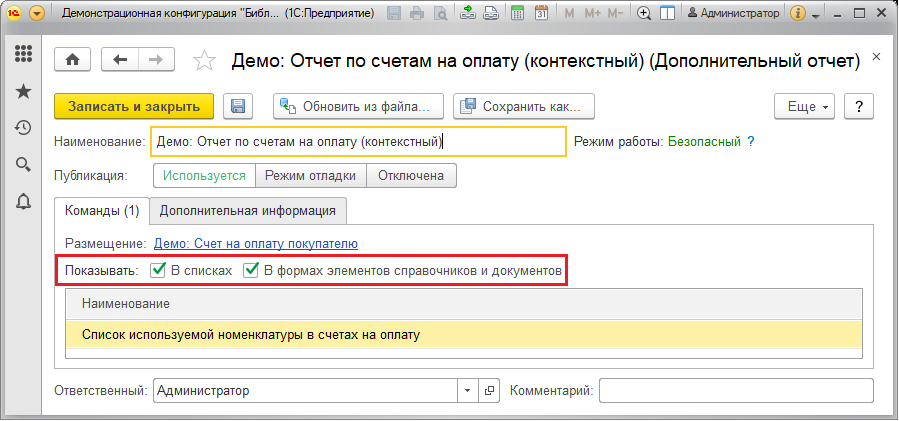 Демонстрационная конфигурация "Библ... (1С:Предприятие) M M+ M- Администратор
Демо: Отчет по счетам на оплату (контекстный) (Дополнительный отчет)
Записать и закрыть Обновить из файла... Сохранить как... Еще ?
Наименование: Демо: Отчет по счетам на оплату (контекстный) Режим работы: Безопасный ?
Публикация: Используется Режим отладки Отключена
Команды (1) Дополнительная информация
Размещение: Демо: Счет на оплату покупателю
Показывать: В списках В формах элементов справочников и документов
Наименование
Список используемой номенклатуры в счетах на оплату
Ответственный: Администратор Комментарий: